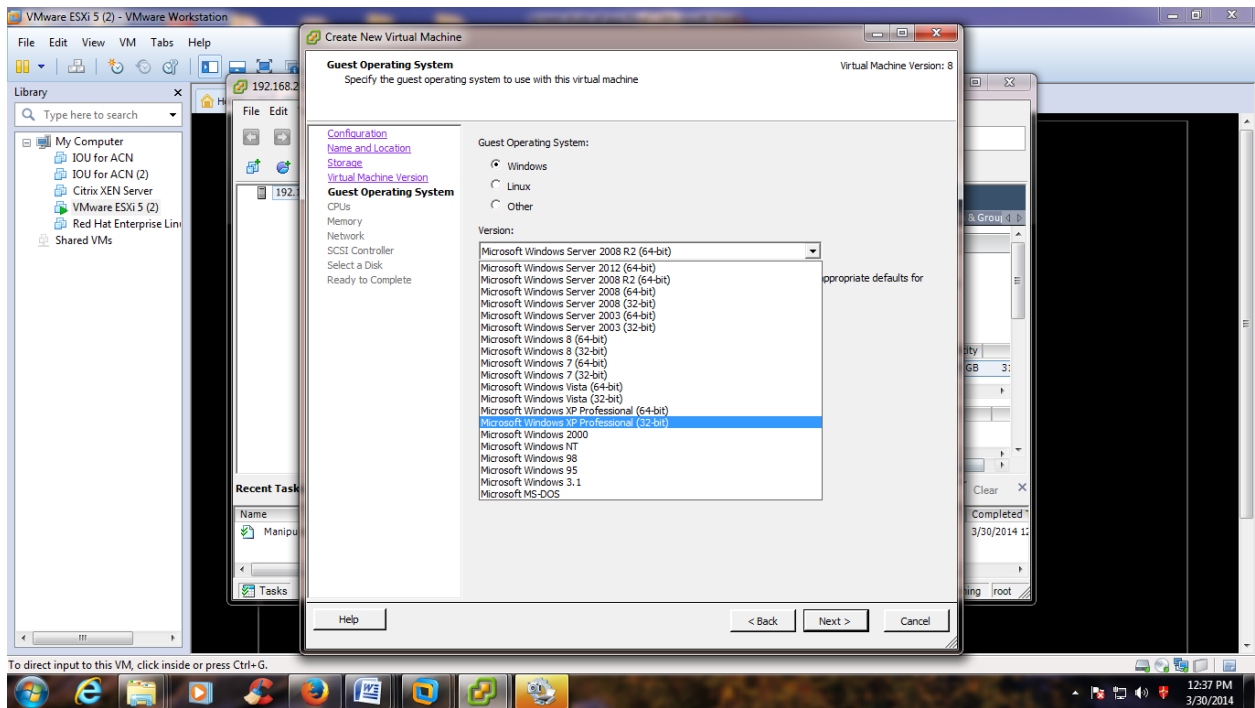 VMware ESXi 5 (2) - VMware Workstation
File Edit View VM Tabs Help
Library
Type here to search
My Computer
IOU for ACN
IOU for ACN (2)
Citrix XEN Server
VMware ESXi 5 (2)
Red Hat Enterprise Lin
Shared VMs
192.168.2
File Edit
192.1
Recent Task
Name
Manipu
Tasks
Create New Virtual Machine
Guest Operating System
Specify the guest operating system to use with this virtual machine
Virtual Machine Version: 8
Configuration
Name and Location
Storage
Virtual Machine Version
Guest Operating System
CPUs
Memory
Network
SCSI Controller
Select a Disk
Ready to Complete
Guest Operating System:
Windows
Linux
Other
Version:
Microsoft Windows Server 2008 R2 (64-bit)
Microsoft Windows Server 2012 (64-bit)
Microsoft Windows Server 2008 R2 (64-bit)
Microsoft Windows Server 2008 (64-bit)
Microsoft Windows Server 2008 (32-bit)
Microsoft Windows Server 2003 (64-bit)
Microsoft Windows Server 2003 (32-bit)
Microsoft Windows 8 (64-bit)
Microsoft Windows 8 (32-bit)
Microsoft Windows 7 (64-bit)
Microsoft Windows 7 (32-bit)
Microsoft Windows Vista (64-bit)
Microsoft Windows Vista (32-bit)
Microsoft Windows XP Professional (64-bit)
Microsoft Windows XP Professional (32-bit)
Microsoft Windows 2000
Microsoft Windows NT
Microsoft Windows 98
Microsoft Windows 95
Microsoft Windows 3.1
Microsoft MS-DOS
appropriate defaults for
Help
< Back
Next >
Cancel
& Group
city
GB 3
Clear
Completed
3/30/2014 12
ning root
To direct input to this VM, click inside or press Ctrl+G.
12:37 PM
3/30/2014